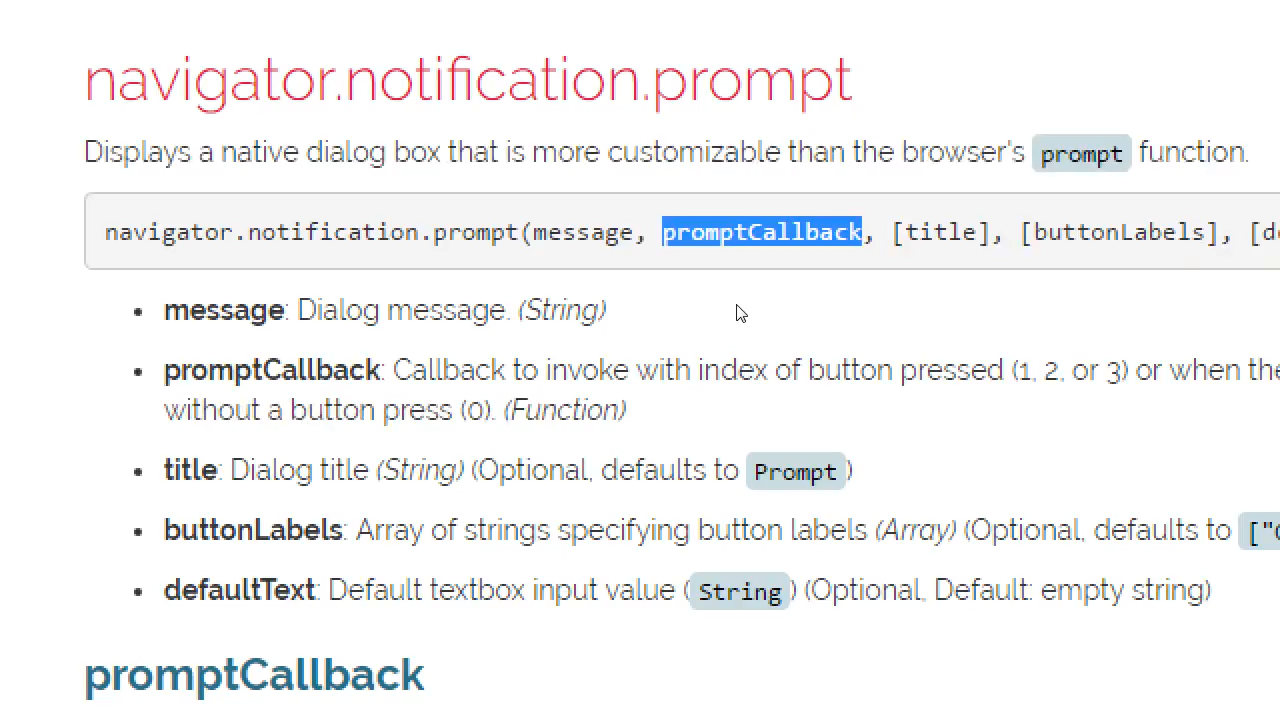 navigator.notification.prompt
Displays a native dialog box that is more customizable than the browser's prompt function.
navigator.notification.prompt(message, promptCallback, [title], [buttonLabels], [de
• message: Dialog message. (String)
• promptCallback: Callback to invoke with index of button pressed (1, 2, or 3) or when the
without a button press (0). (Function)
• title: Dialog title (String) (Optional, defaults to Prompt)
• buttonLabels: Array of strings specifying button labels (Array) (Optional, defaults to ["
• defaultText: Default textbox input value (String) (Optional, Default: empty string)
promptCallback